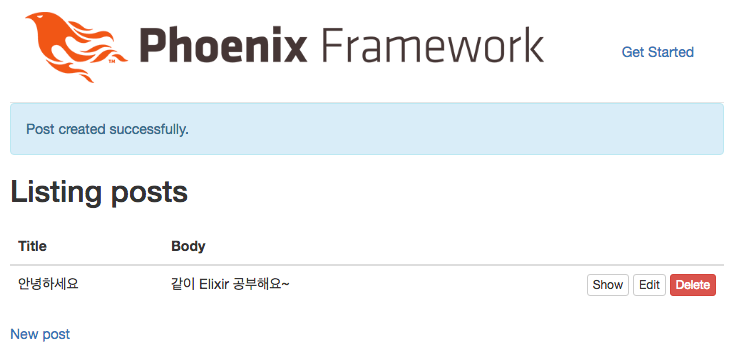 Phoenix Framework
TM
Get Started
Post created successfully.
Listing posts
Title Body
안녕하세요 같이 Elixir 공부해요~ Show Edit Delete
New post